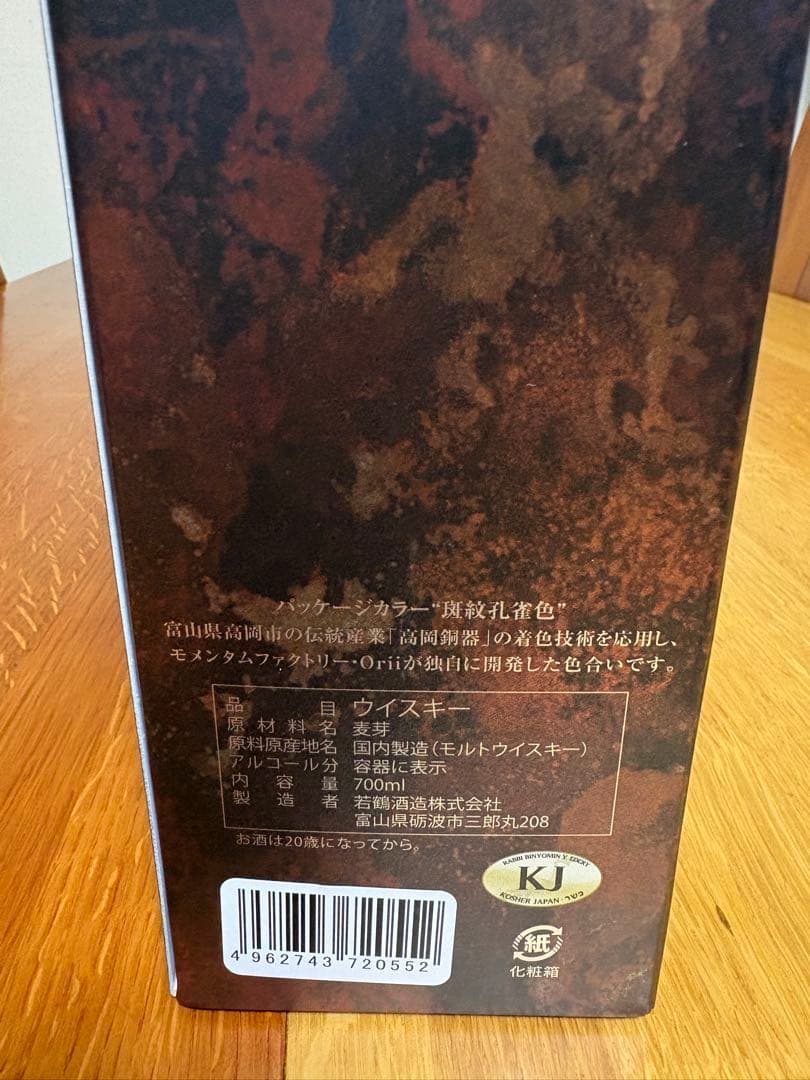 パッケージカラー“斑紋孔雀色”
富山県高岡市の伝統産業「高岡銅器」の着色技術を応用し、
モメンタムファクトリー・Oriiが独自に開発した色合いです。
品目 ウイスキー
原材料名 麦芽
原料原産地名 国内製造（モルトウイスキー）
アルコール分 容器に表示
内容量 700ml
製造者 若鶴酒造株式会社
富山県砺波市三郎丸208
お酒は20歳になってから。
RABBI BINYOMIN Y. EDERY
KJ
KOSHER JAPAN · כשר
4 962743 720552
紙
化粧箱